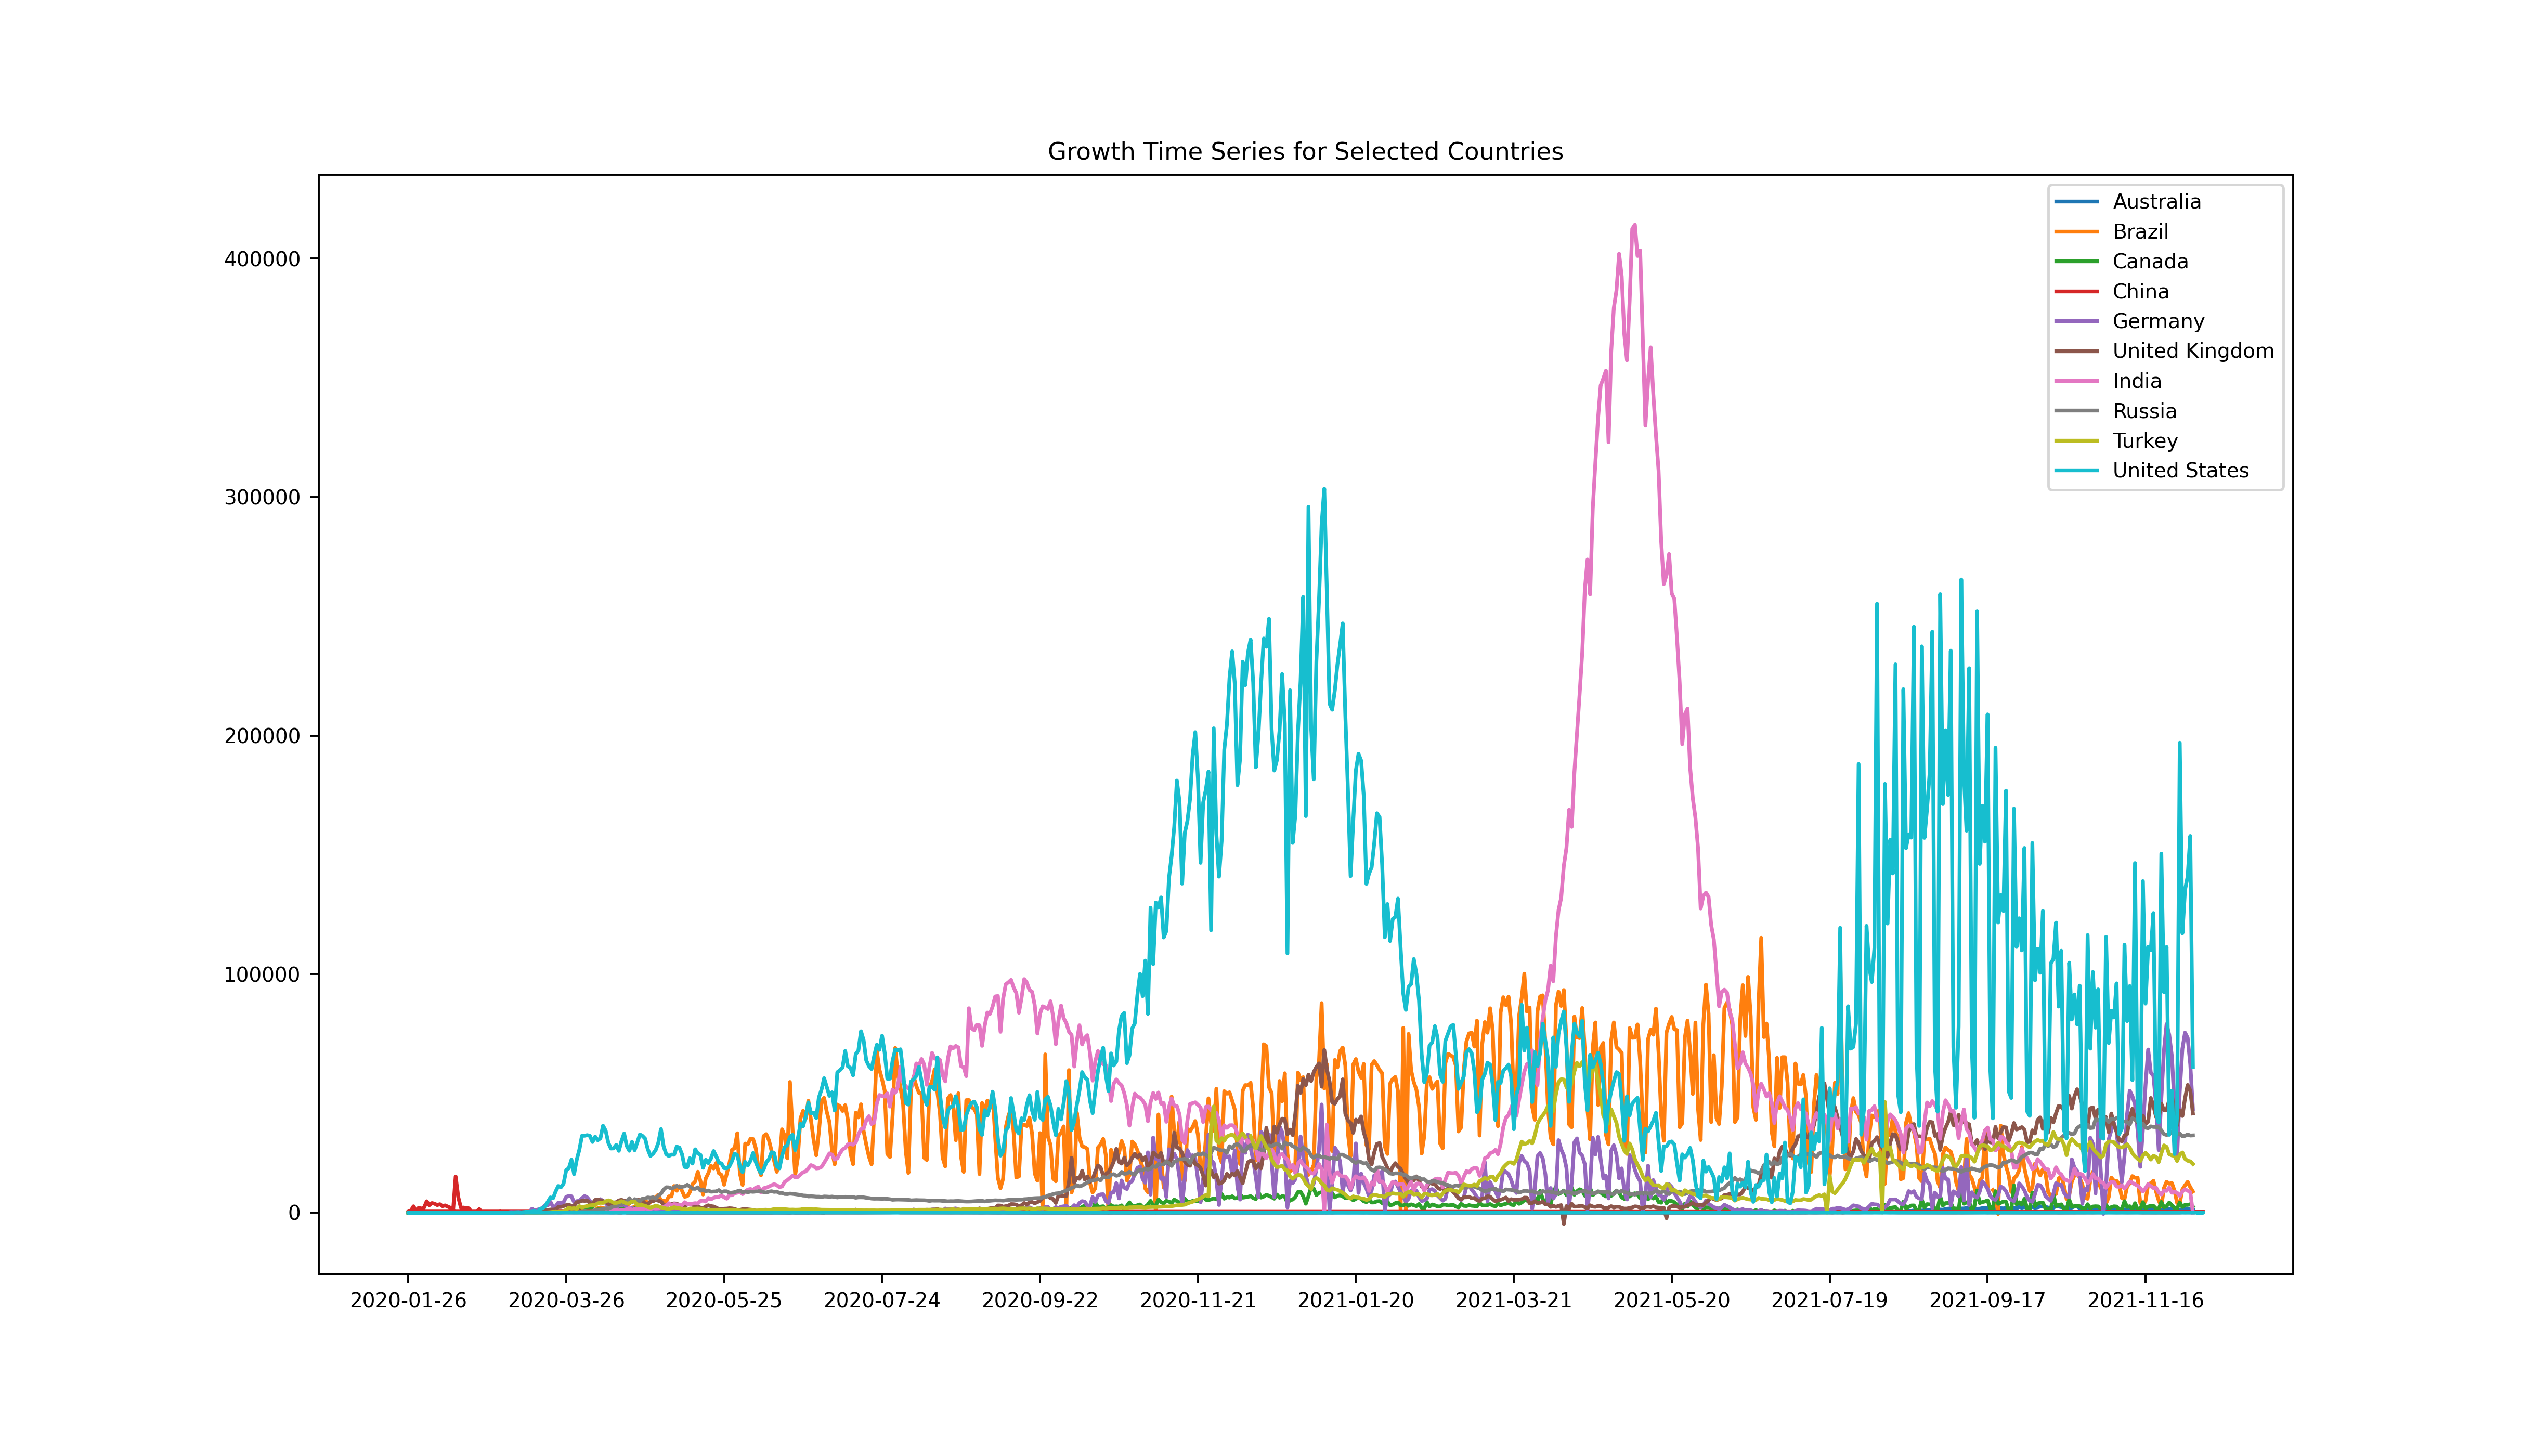 Growth Time Series for Selected Countries
400000
300000
200000
100000
0
Australia
Brazil
Canada
China
Germany
United Kingdom
India
Russia
Turkey
United States
2020-01-26 2020-03-26 2020-05-25 2020-07-24 2020-09-22 2020-11-21 2021-01-20 2021-03-21 2021-05-20 2021-07-19 2021-09-17 2021-11-16